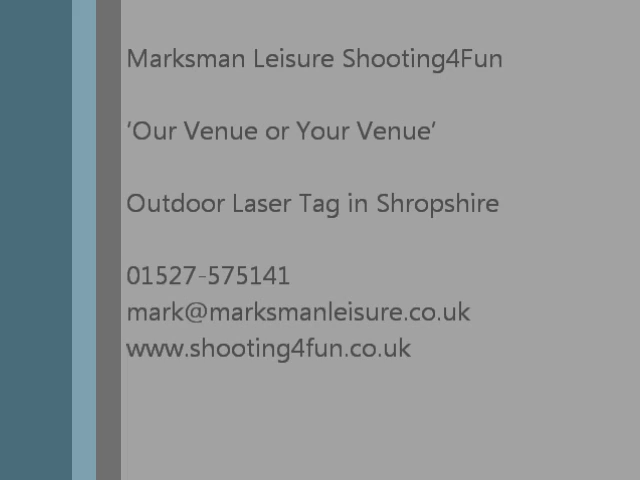 Marksman Leisure Shooting4Fun
‘Our Venue or Your Venue’
Outdoor Laser Tag in Shropshire
01527-575141
mark@marksmanleisure.co.uk
www.shooting4fun.co.uk